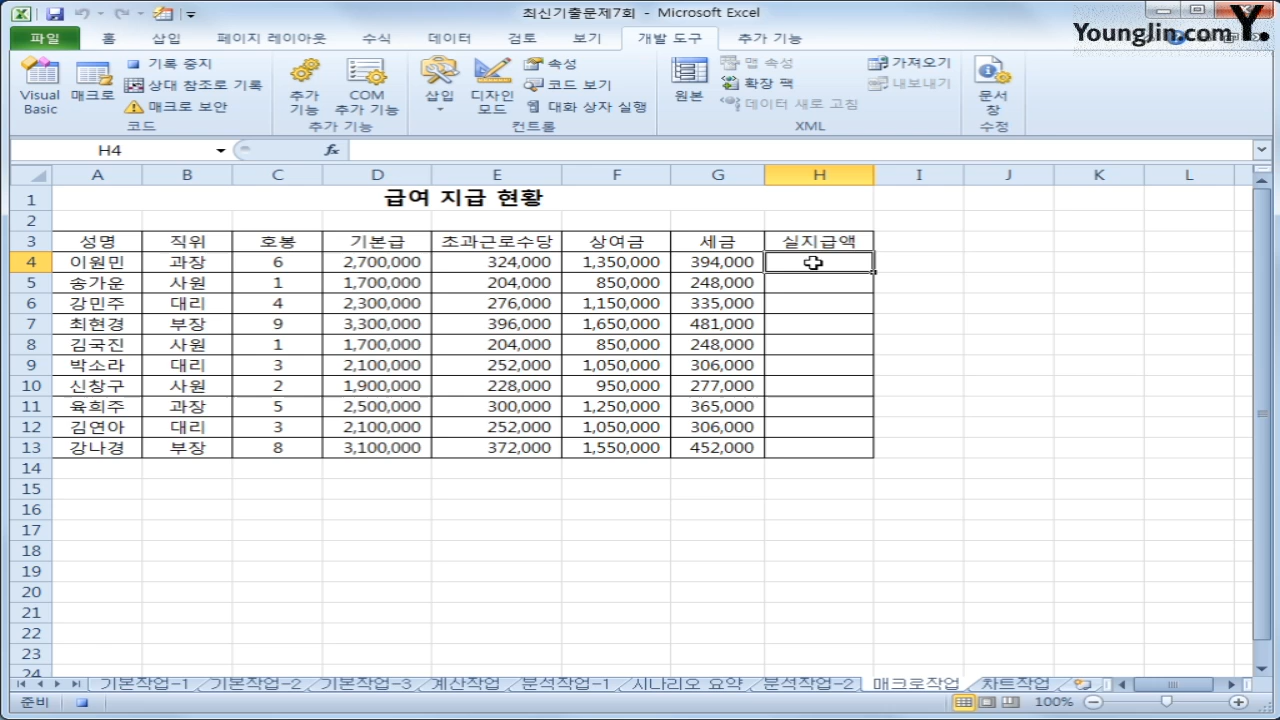 최신기출문제7회 - Microsoft Excel
YoungJin.com Y.
파일 홈 삽입 페이지 레이아웃 수식 데이터 검토 보기 개발 도구 추가 기능
Visual Basic
매크로
기록 중지
상대 참조로 기록
매크로 보안
코드
추가 기능
COM 추가 기능
추가 기능
삽입
디자인 모드
속성
코드 보기
대화 상자 실행
컨트롤
원본
맵 속성
확장 팩
데이터 새로 고침
가져오기
내보내기
XML
문서 창
수정
H4 fx
A B C D E F G H I J K L
1 급여 지급 현황
2
3 성명 직위 호봉 기본급 초과근로수당 상여금 세금 실지급액
4 이원민 과장 6 2,700,000 324,000 1,350,000 394,000
5 송가운 사원 1 1,700,000 204,000 850,000 248,000
6 강민주 대리 4 2,300,000 276,000 1,150,000 335,000
7 최현경 부장 9 3,300,000 396,000 1,650,000 481,000
8 김국진 사원 1 1,700,000 204,000 850,000 248,000
9 박소라 대리 3 2,100,000 252,000 1,050,000 306,000
10 신창구 사원 2 1,900,000 228,000 950,000 277,000
11 육희주 과장 5 2,500,000 300,000 1,250,000 365,000
12 김연아 대리 3 2,100,000 252,000 1,050,000 306,000
13 강나경 부장 8 3,100,000 372,000 1,550,000 452,000
14
15
16
17
18
19
20
21
22
23
24
기본작업-1 기본작업-2 기본작업-3 계산작업 분석작업-1 시나리오 요약 분석작업-2 매크로작업 차트작업
준비 100%